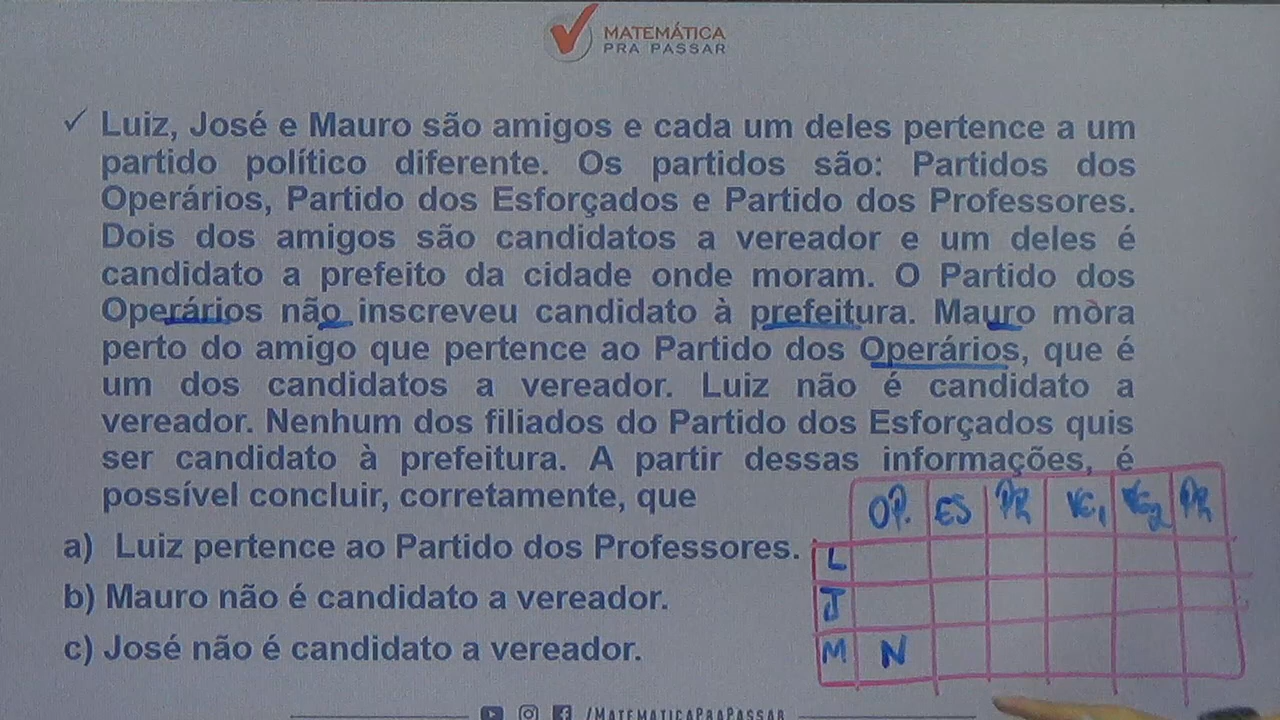 MATEMÁTICA
PRA PASSAR
✓ Luiz, José e Mauro são amigos e cada um deles pertence a um
partido político diferente. Os partidos são: Partidos dos
Operários, Partido dos Esforçados e Partido dos Professores.
Dois dos amigos são candidatos a vereador e um deles é
candidato a prefeito da cidade onde moram. O Partido dos
Operários não inscreveu candidato à prefeitura. Mauro mora
perto do amigo que pertence ao Partido dos Operários, que é
um dos candidatos a vereador. Luiz não é candidato a
vereador. Nenhum dos filiados do Partido dos Esforçados quis
ser candidato à prefeitura. A partir dessas informações, é
possível concluir, corretamente, que
a) Luiz pertence ao Partido dos Professores.
b) Mauro não é candidato a vereador.
c) José não é candidato a vereador.
OP. ES PR VE1 VE2 PR
L
J
M N
/MATEMATICAPRAPASSAR